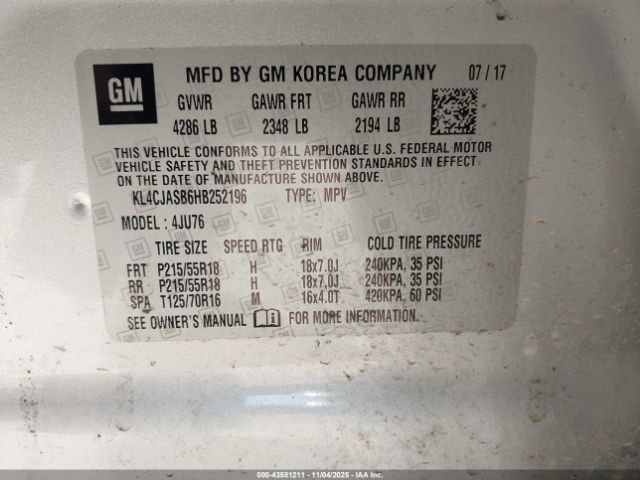 GM MFD BY GM KOREA COMPANY 07 / 17
GVWR GAWR FRT GAWR RR
4286 LB 2348 LB 2194 LB
THIS VEHICLE CONFORMS TO ALL APPLICABLE U.S. FEDERAL MOTOR
VEHICLE SAFETY AND THEFT PREVENTION STANDARDS IN EFFECT
ON THE DATE OF MANUFACTURE SHOWN ABOVE.
KL4CJASB6HB252196 TYPE: MPV
MODEL: 4JU76
TIRE SIZE SPEED RTG RIM COLD TIRE PRESSURE
FRT P215/55R18 H 18x7.0J 240KPA, 35 PSI
RR P215/55R18 H 18x7.0J 240KPA, 35 PSI
SPA T125/70R16 M 16x4.0T 420KPA, 60 PSI
SEE OWNER'S MANUAL FOR MORE INFORMATION.
000-43581211 - 11/04/2025 - IAAI.COM